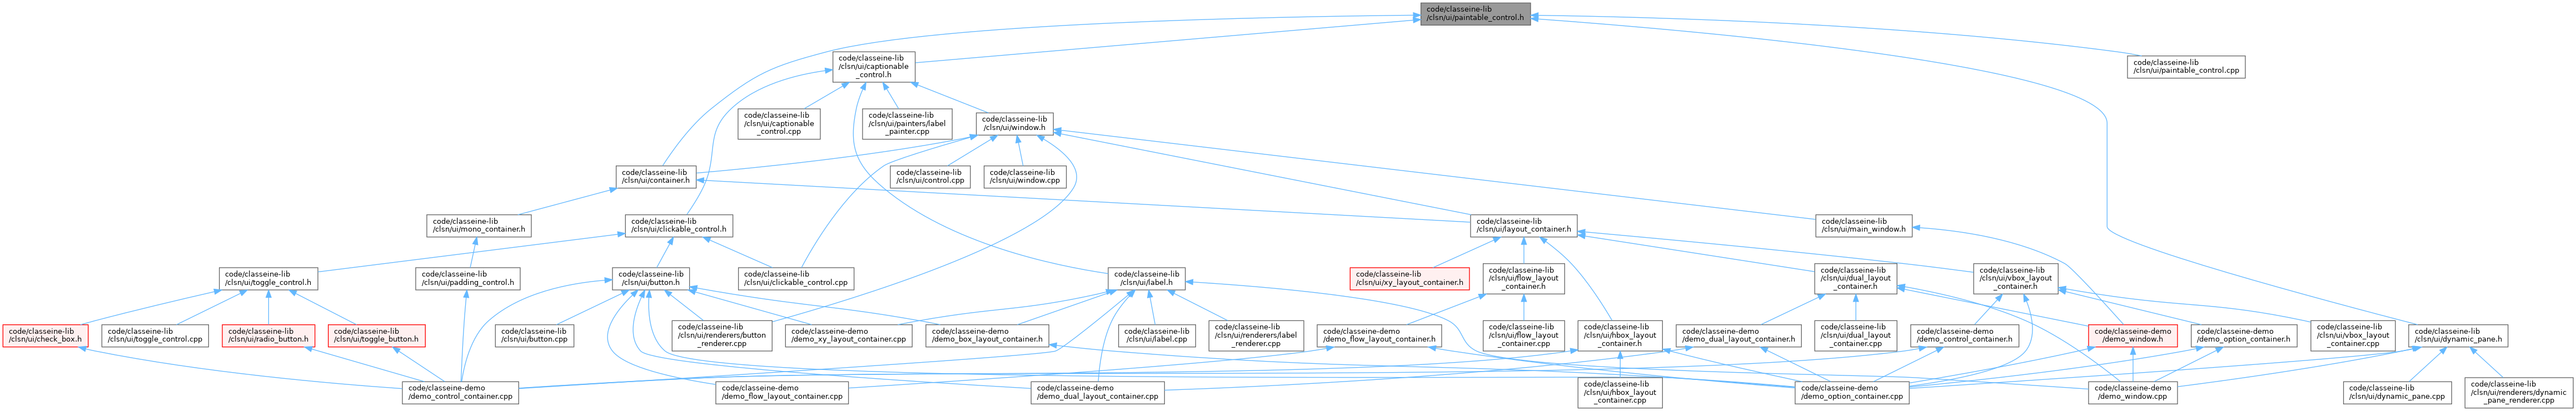 code/classeine-lib
/clsn/ui/paintable_control.h
code/classeine-lib
/clsn/ui/captionable
_control.h
code/classeine-lib
/clsn/ui/paintable_control.cpp
code/classeine-lib
/clsn/ui/captionable
_control.cpp
code/classeine-lib
/clsn/ui/painters/label
_painter.cpp
code/classeine-lib
/clsn/ui/window.h
code/classeine-lib
/clsn/ui/container.h
code/classeine-lib
/clsn/ui/control.cpp
code/classeine-lib
/clsn/ui/window.cpp
code/classeine-lib
/clsn/ui/mono_container.h
code/classeine-lib
/clsn/ui/clickable_control.h
code/classeine-lib
/clsn/ui/layout_container.h
code/classeine-lib
/clsn/ui/main_window.h
code/classeine-lib
/clsn/ui/toggle_control.h
code/classeine-lib
/clsn/ui/padding_control.h
code/classeine-lib
/clsn/ui/button.h
code/classeine-lib
/clsn/ui/clickable_control.cpp
code/classeine-lib
/clsn/ui/label.h
code/classeine-lib
/clsn/ui/xy_layout_container.h
code/classeine-lib
/clsn/ui/flow_layout
_container.h
code/classeine-lib
/clsn/ui/dual_layout
_container.h
code/classeine-lib
/clsn/ui/vbox_layout
_container.h
code/classeine-lib
/clsn/ui/check_box.h
code/classeine-lib
/clsn/ui/toggle_control.cpp
code/classeine-lib
/clsn/ui/radio_button.h
code/classeine-lib
/clsn/ui/toggle_button.h
code/classeine-lib
/clsn/ui/button.cpp
code/classeine-lib
/clsn/ui/renderers/button
_renderer.cpp
code/classeine-demo
/demo_xy_layout_container.cpp
code/classeine-demo
/demo_box_layout_container.h
code/classeine-lib
/clsn/ui/label.cpp
code/classeine-lib
/clsn/ui/renderers/label
_renderer.cpp
code/classeine-demo
/demo_flow_layout_container.h
code/classeine-lib
/clsn/ui/flow_layout
_container.cpp
code/classeine-lib
/clsn/ui/hbox_layout
_container.h
code/classeine-demo
/demo_dual_layout_container.h
code/classeine-lib
/clsn/ui/dual_layout
_container.cpp
code/classeine-demo
/demo_control_container.h
code/classeine-demo
/demo_window.h
code/classeine-demo
/demo_option_container.h
code/classeine-lib
/clsn/ui/vbox_layout
_container.cpp
code/classeine-lib
/clsn/ui/dynamic_pane.h
code/classeine-demo
/demo_control_container.cpp
code/classeine-demo
/demo_flow_layout_container.cpp
code/classeine-demo
/demo_dual_layout_container.cpp
code/classeine-lib
/clsn/ui/hbox_layout
_container.cpp
code/classeine-demo
/demo_option_container.cpp
code/classeine-demo
/demo_window.cpp
code/classeine-lib
/clsn/ui/dynamic_pane.cpp
code/classeine-lib
/clsn/ui/renderers/dynamic
_pane_renderer.cpp